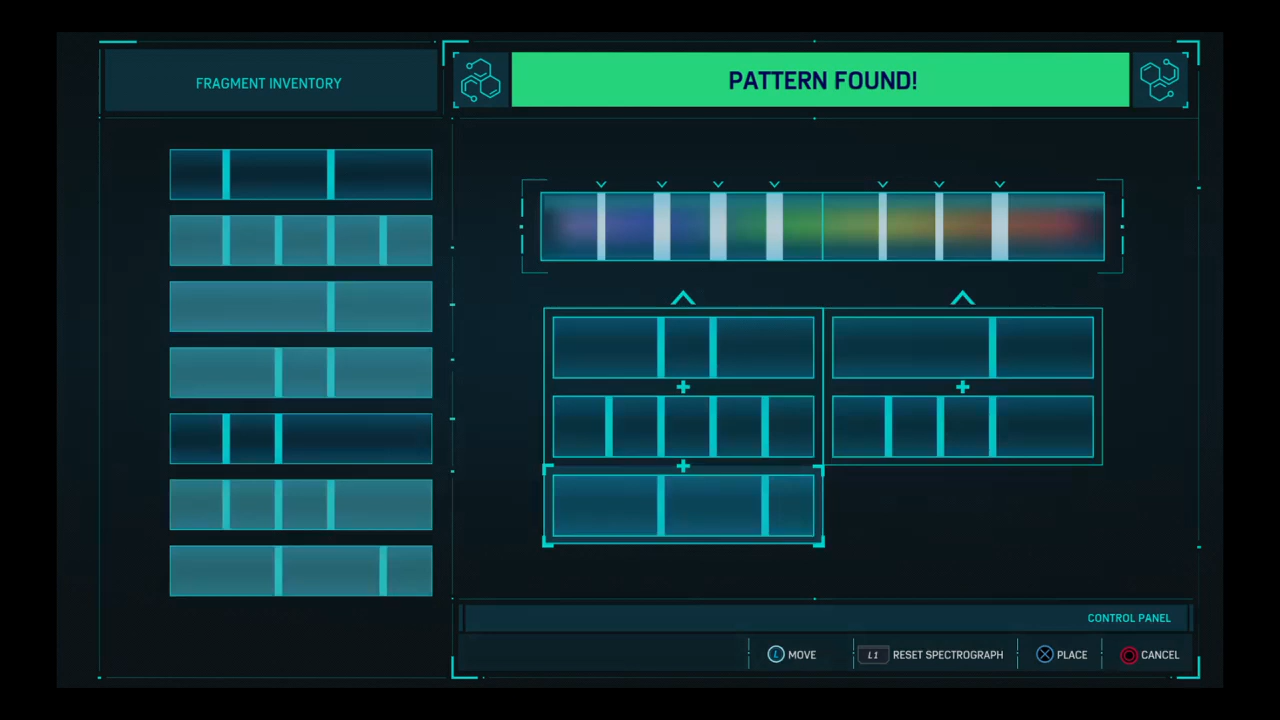 FRAGMENT INVENTORY
PATTERN FOUND!
CONTROL PANEL
L MOVE
L1 RESET SPECTROGRAPH
PLACE
CANCEL